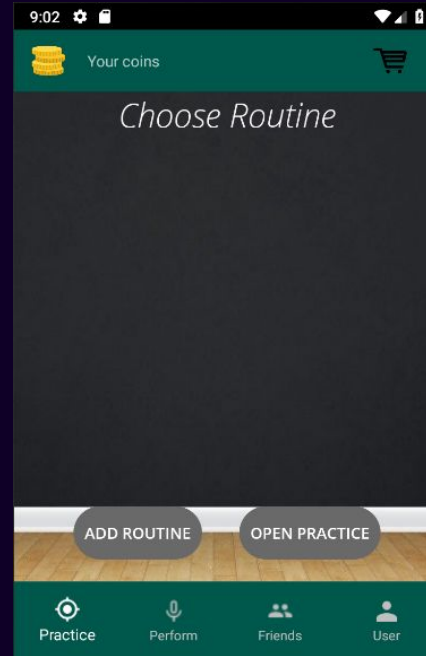 9:02
Your coins
Choose Routine
ADD ROUTINE OPEN PRACTICE
Practice Perform Friends User